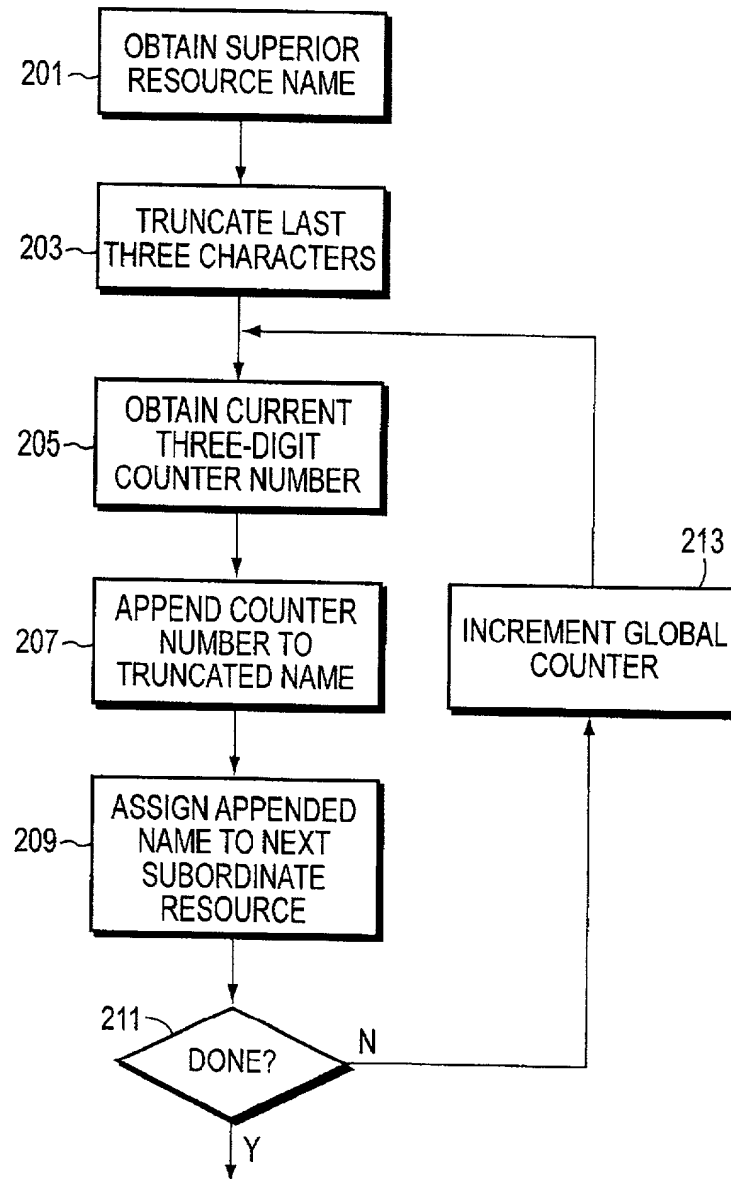 201
OBTAIN SUPERIOR
RESOURCE NAME
203
TRUNCATE LAST
THREE CHARACTERS
205
OBTAIN CURRENT
THREE-DIGIT
COUNTER NUMBER
213
INCREMENT GLOBAL
COUNTER
207
APPEND COUNTER
NUMBER TO
TRUNCATED NAME
209
ASSIGN APPENDED
NAME TO NEXT
SUBORDINATE
RESOURCE
211
DONE?
N
Y